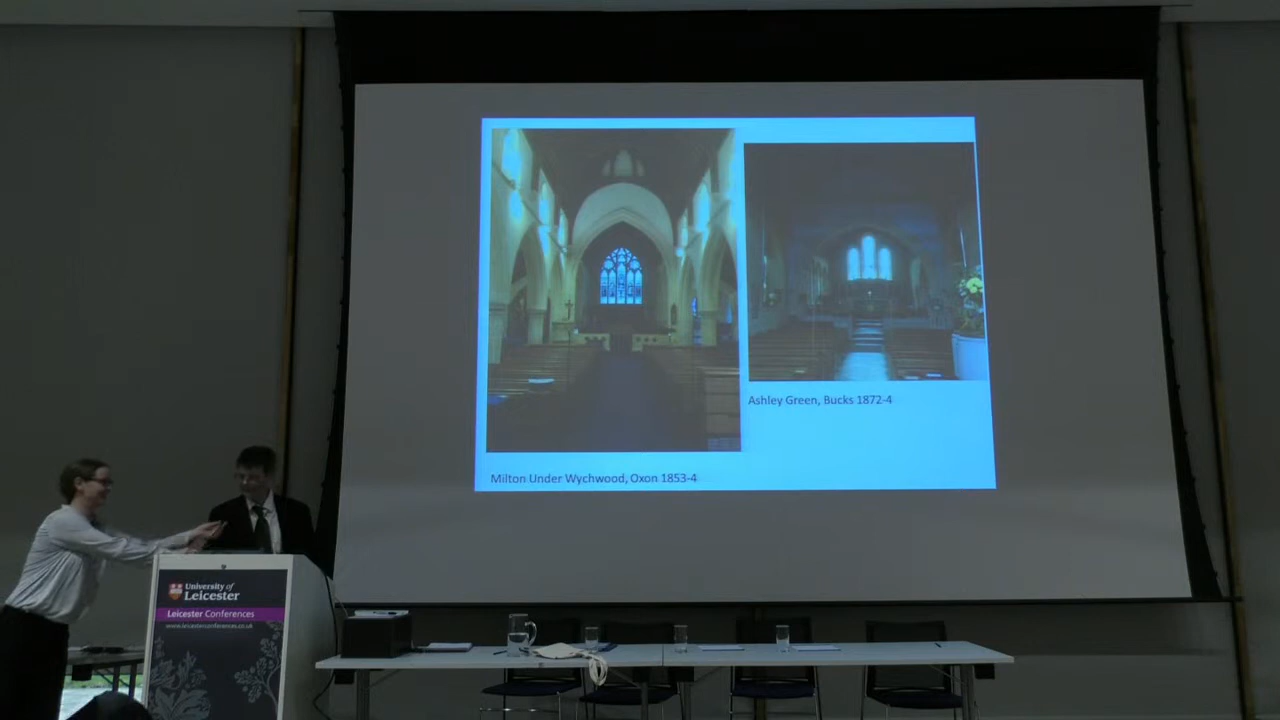 Ashley Green, Bucks 1872-4
Milton Under Wychwood, Oxon 1853-4
University of
Leicester
Leicester Conferences
www.leicesterconferences.co.uk